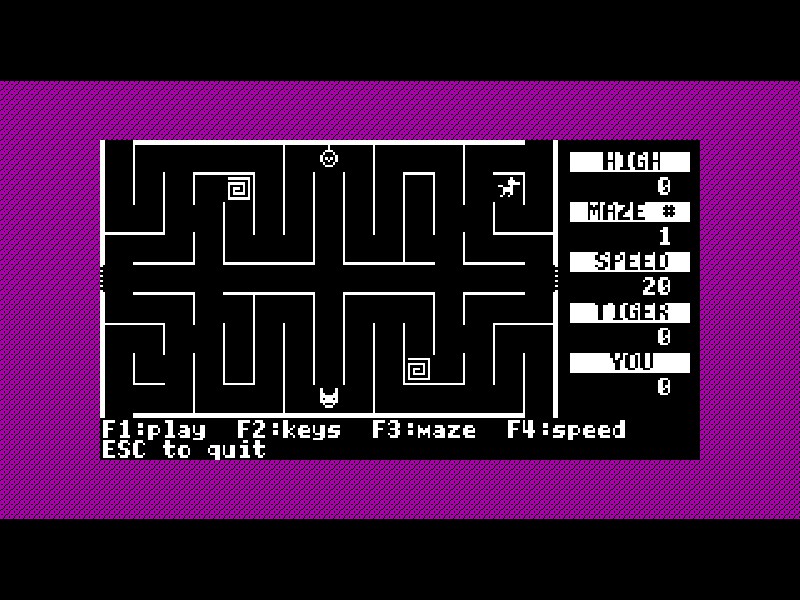 HIGH
0
MAZE #
1
SPEED
20
TIGER
0
YOU
0
F1:play F2:keys F3:maze F4:speed
ESC to quit